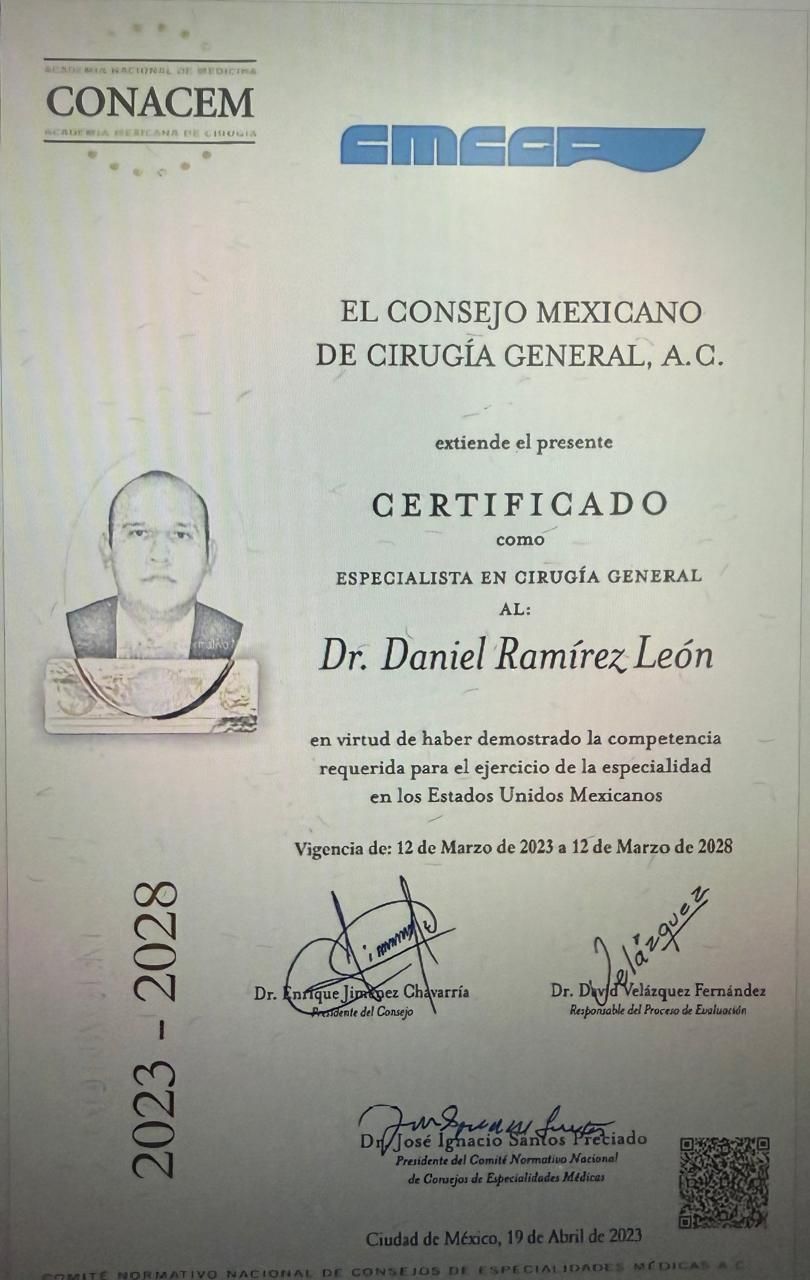 ACADEMIA NACIONAL DE MEDICINA
CONACEM
ACADEMIA MEXICANA DE CIRUGÍA
CMCG
EL CONSEJO MEXICANO
DE CIRUGÍA GENERAL, A.C.
extiende el presente
CERTIFICADO
como
ESPECIALISTA EN CIRUGÍA GENERAL
AL:
Dr. Daniel Ramírez León
en virtud de haber demostrado la competencia
requerida para el ejercicio de la especialidad
en los Estados Unidos Mexicanos
Vigencia de: 12 de Marzo de 2023 a 12 de Marzo de 2028
2023 - 2028
Velázquez
Dr. Enrique Jiménez Chavarría
Presidente del Consejo
Dr. David Velázquez Fernández
Responsable del Proceso de Evaluación
Dr. José Ignacio Santos Preciado
Presidente del Comité Normativo Nacional
de Consejos de Especialidades Médicas
Ciudad de México, 19 de Abril de 2023
COMITÉ NORMATIVO NACIONAL DE CONSEJOS DE ESPECIALIDADES MÉDICAS A.C.